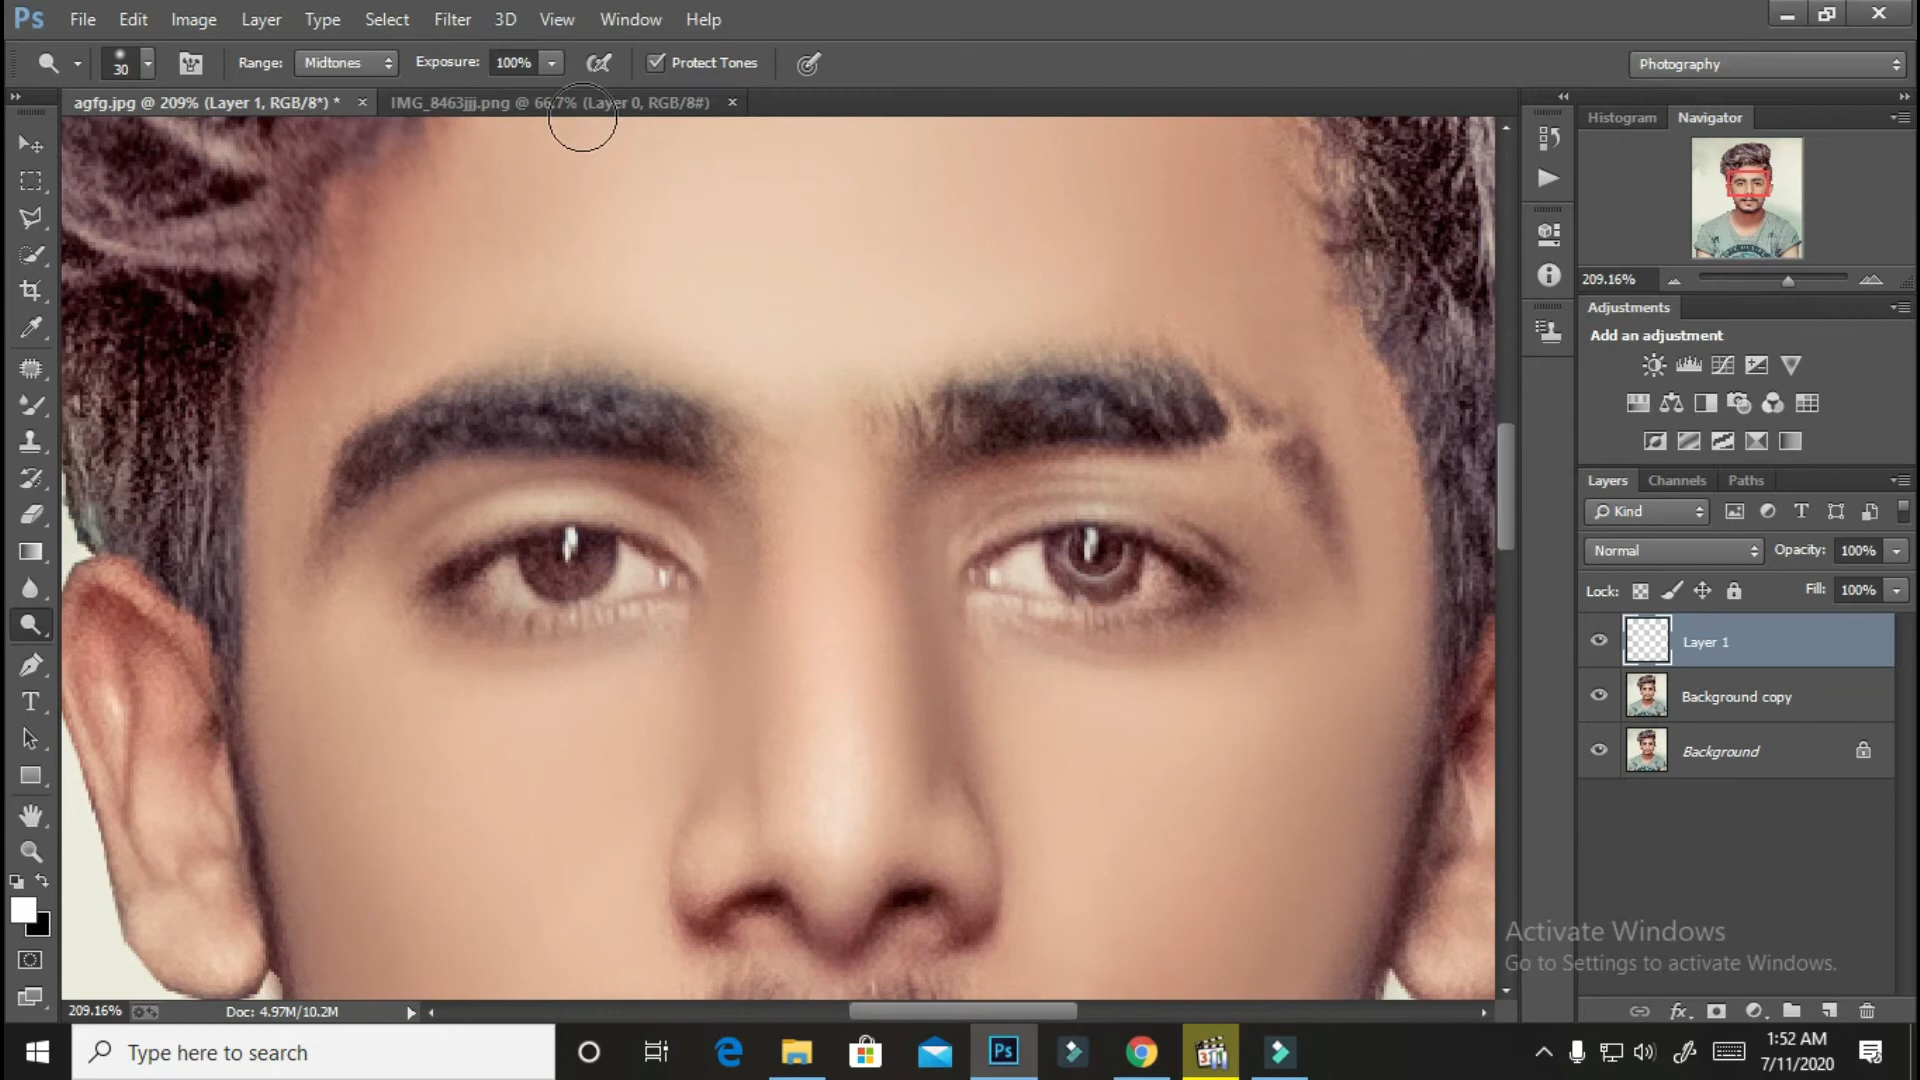 Ps File Edit Image Layer Type Select Filter 3D View Window Help
30 Range: Midtones Exposure: 100% Protect Tones Photography
agfg.jpg @ 209% (Layer 1, RGB/8*) * × IMG_8463jjj.png @ 66.7% (Layer 0, RGB/8#) ×
Histogram Navigator
209.16%
Adjustments
Add an adjustment
Layers Channels Paths
Kind
Normal Opacity: 100%
Lock: Fill: 100%
Layer 1
Background copy
Background
Activate Windows
Go to Settings to activate Windows.
209.16% Doc: 4.97M/10.2M
Type here to search
Ps
1:52 AM
7/11/2020